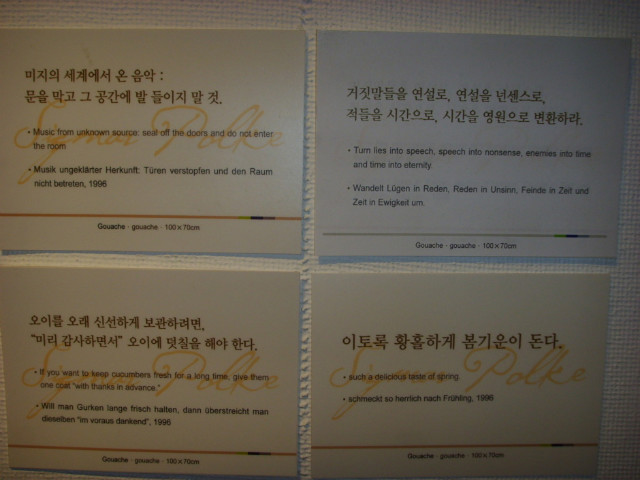 미지의 세계에서 온 음악 :
문을 막고 그 공간에 발 들이지 말 것.
Sigmar Polke
• Music from unknown source: seal off the doors and do not enter
the room
• Musik ungeklärter Herkunft: Türen verstopfen und den Raum
nicht betreten, 1996
Gouache · gouache · 100×70cm
거짓말들을 연설로, 연설을 넌센스로,
적들을 시간으로, 시간을 영원으로 변환하라.
• Turn lies into speech, speech into nonsense, enemies into time
and time into eternity.
• Wandelt Lügen in Reden, Reden in Unsinn, Feinde in Zeit und
Zeit in Ewigkeit um.
Gouache · gouache · 100×70cm
오이를 오래 신선하게 보관하려면,
"미리 감사하면서" 오이에 덧칠을 해야 한다.
Sigmar Polke
• If you want to keep cucumbers fresh for a long time, give them
one coat "with thanks in advance."
• Will man Gurken lange frisch halten, dann überstreicht man
dieselben "im voraus dankend", 1996
Gouache · gouache · 100×70cm
이토록 황홀하게 봄기운이 돈다.
Sigmar Polke
• such a delicious taste of spring
• schmeckt so herrlich nach Frühling, 1996
Gouache · gouache · 100×70cm